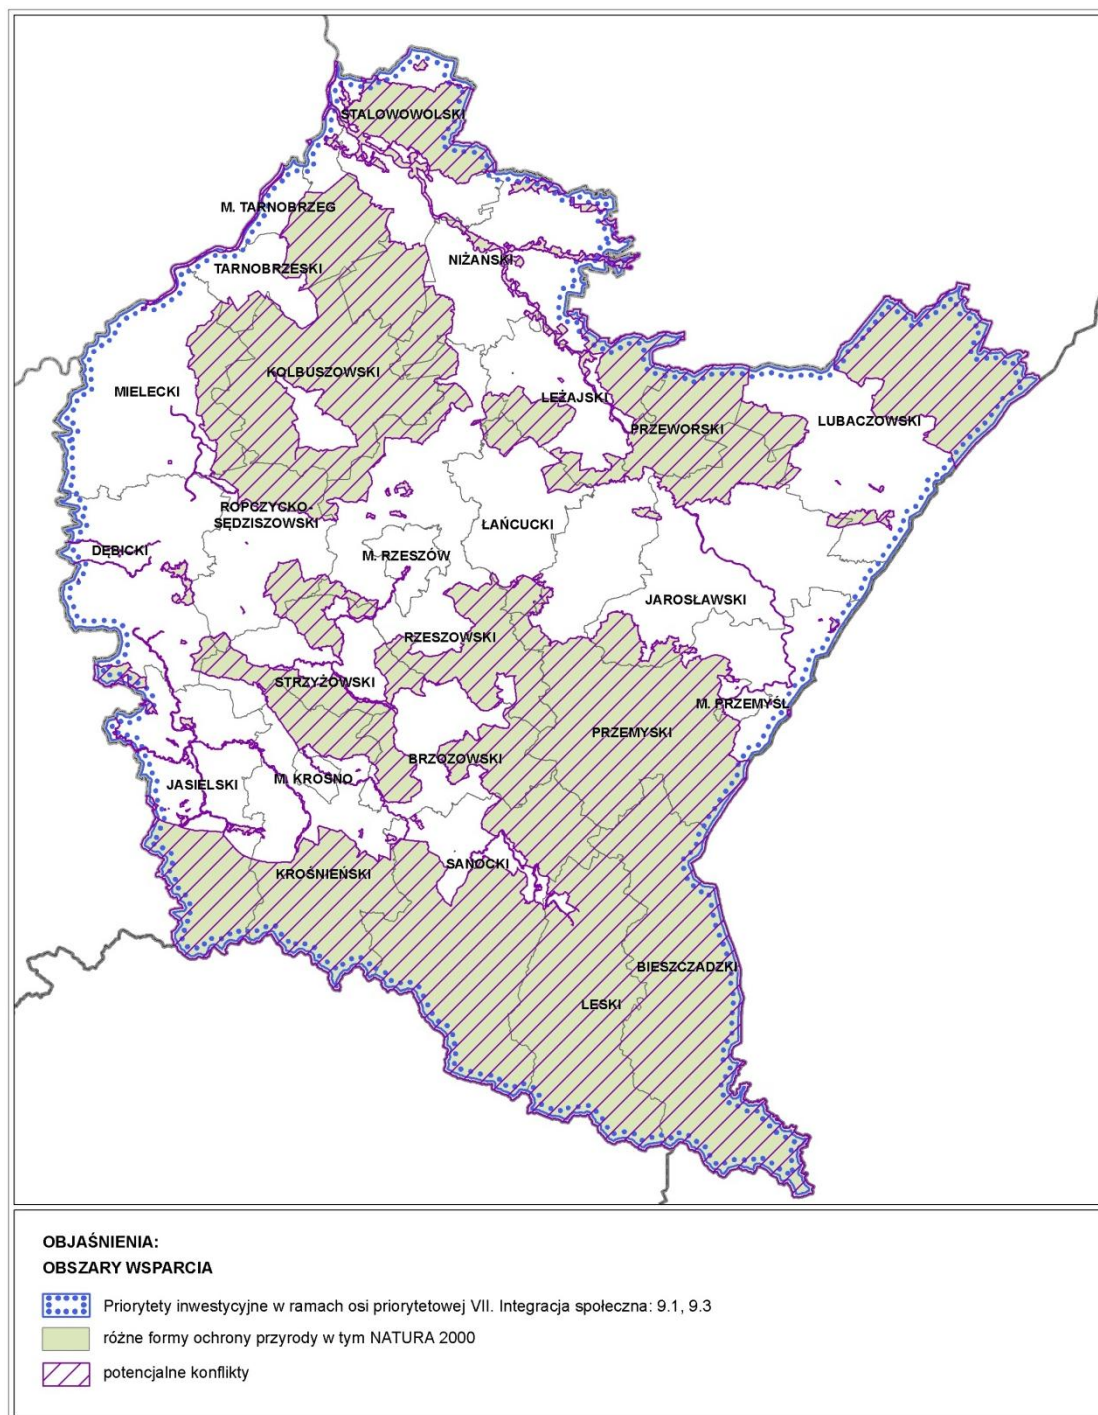 STALOWOWOLSKI
M. TARNOBRZEG
TARNOBRZESKI
NIŻAŃSKI
KOLBUSZOWSKI
MIELECKI
LEŻAJSKI
LUBACZOWSKI
PRZEWORSKI
ROPCZYCKO-
SĘDZISZOWSKI
ŁAŃCUCKI
DĘBICKI
M. RZESZÓW
JAROSŁAWSKI
RZESZOWSKI
STRZYŻOWSKI
M. PRZEMYŚL
PRZEMYSKI
BRZOZOWSKI
M. KROSNO
JASIELSKI
SANOCKI
KROŚNIEŃSKI
BIESZCZADZKI
LESKI
OBJAŚNIENIA:
OBSZARY WSPARCIA
Priorytety inwestycyjne w ramach osi priorytetowej VII. Integracja społeczna: 9.1, 9.3
różne formy ochrony przyrody w tym NATURA 2000
potencjalne konflikty